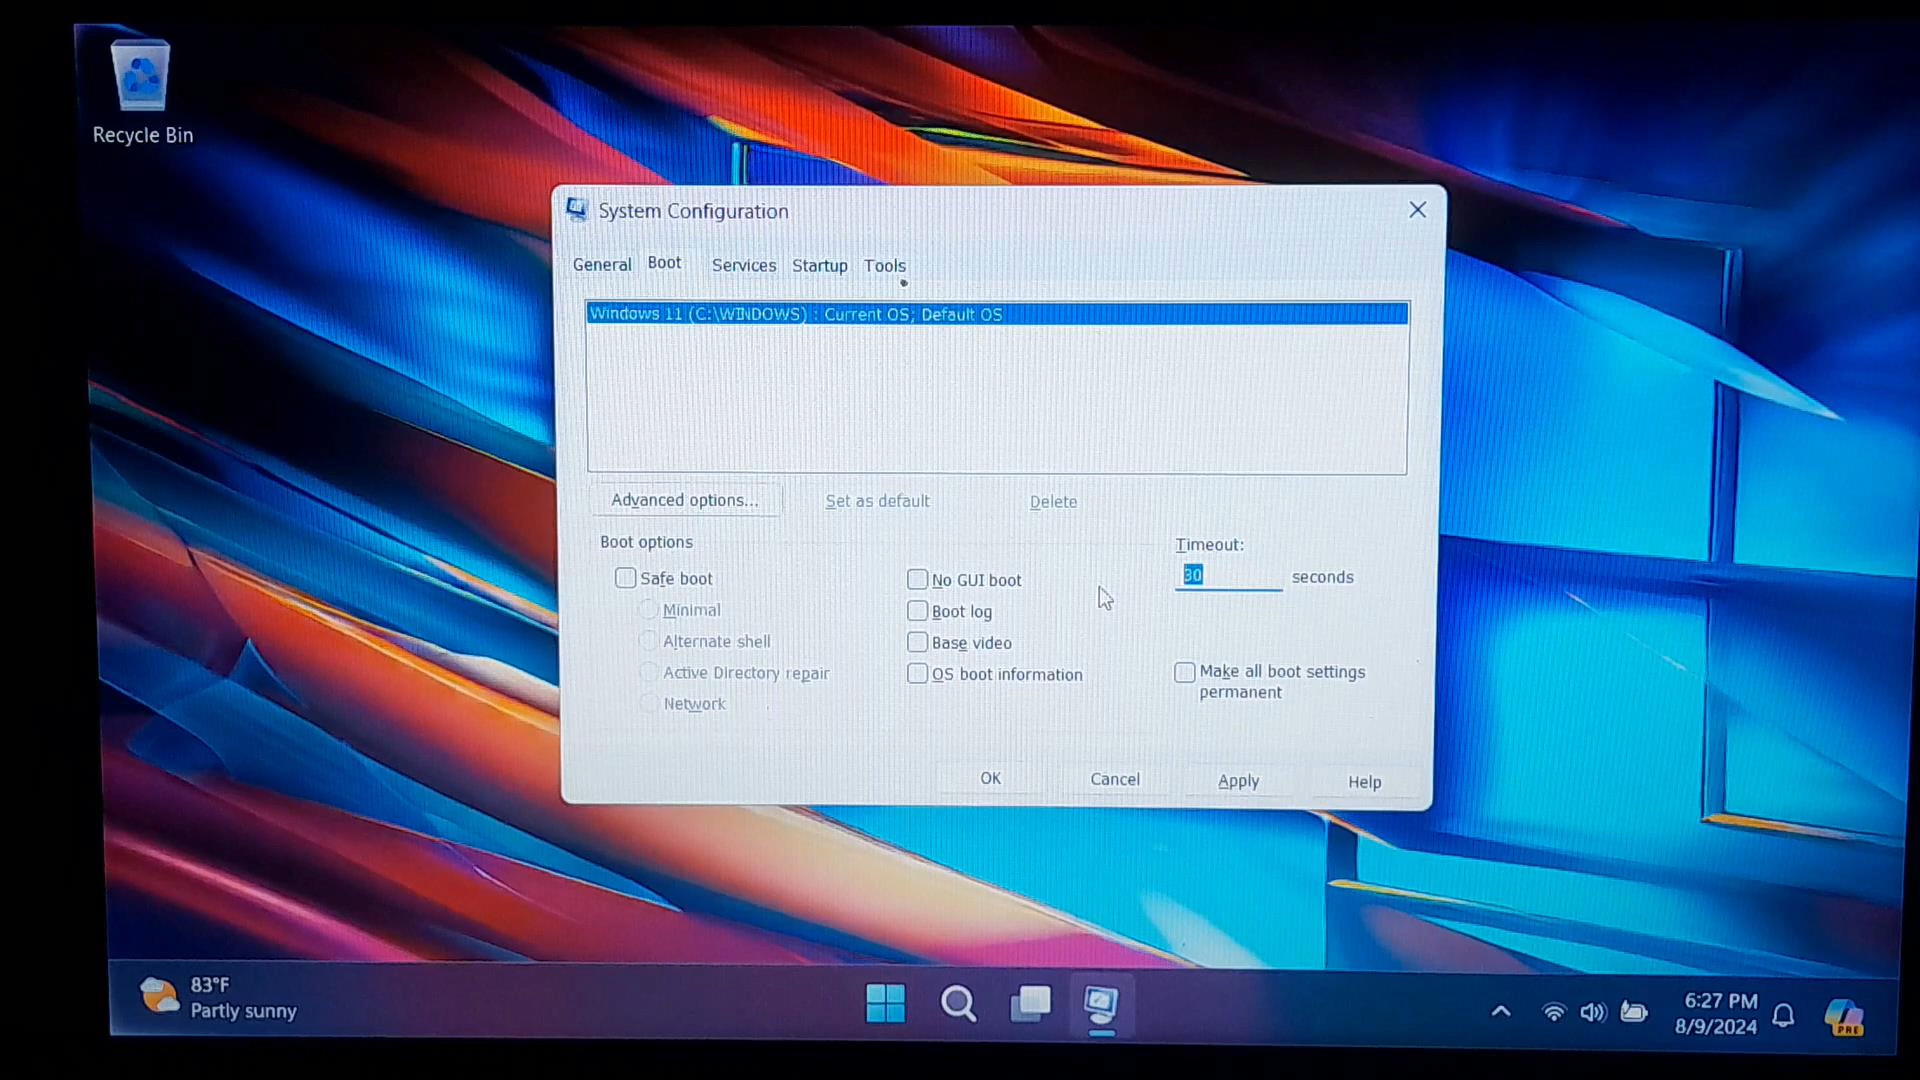 Recycle Bin
System Configuration
General Boot Services Startup Tools
Windows 11 (C:\WINDOWS) : Current OS; Default OS
Advanced options... Set as default Delete
Boot options
Timeout:
Safe boot No GUI boot 30 seconds
Minimal Boot log
Alternate shell Base video
Active Directory repair OS boot information Make all boot settings
permanent
Network
OK Cancel Apply Help
83°F
Partly sunny
6:27 PM
8/9/2024
PRE